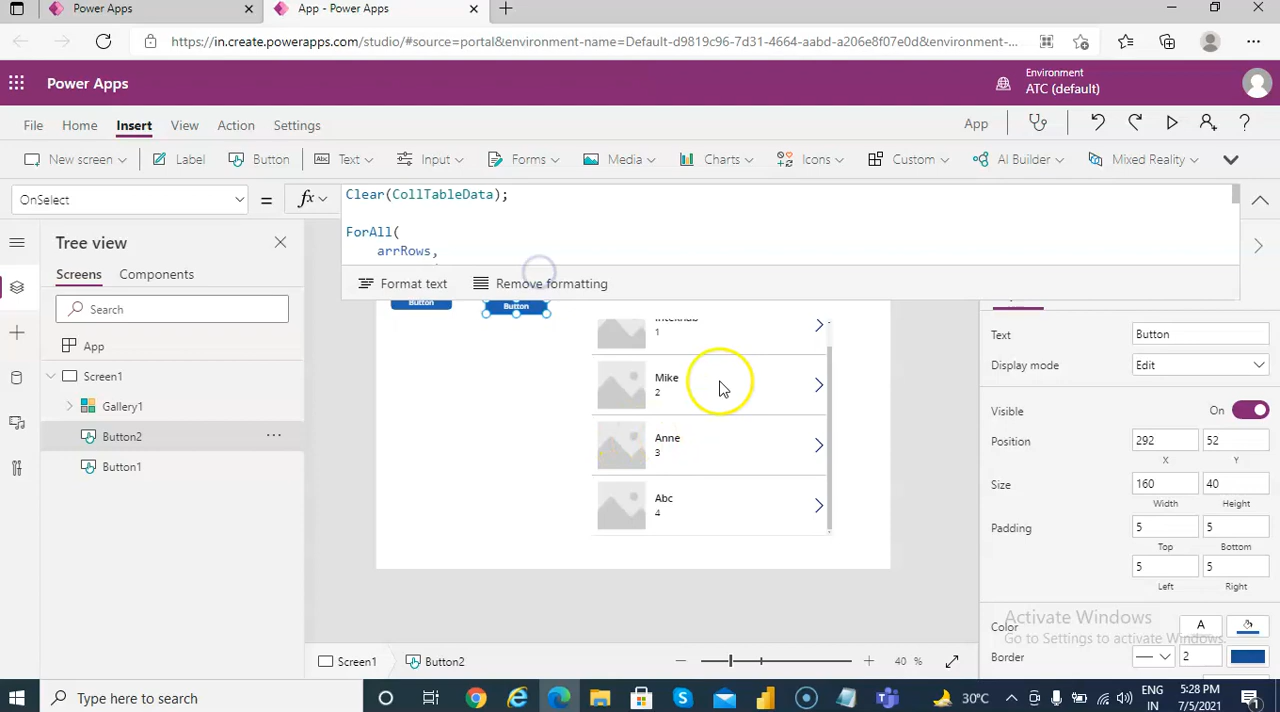 Power Apps
App - Power Apps
https://in.create.powerapps.com/studio/#source=portal&environment-name=Default-d9819c96-7d31-4664-aabd-a206e8f07e0d&environment-...
Power Apps
Environment
ATC (default)
File
Home
Insert
View
Action
Settings
App
New screen
Label
Button
Text
Input
Forms
Media
Charts
Icons
Custom
AI Builder
Mixed Reality
OnSelect
=
fx
Clear(CollTableData);
ForAll(
arrRows,
Format text
Remove formatting
Tree view
Screens
Components
Search
App
Screen1
Gallery1
Button2
Button1
Button
Button
1
Mike
2
Anne
3
Abc
4
Text
Button
Display mode
Edit
Visible
On
Position
292
52
X
Y
Size
160
40
Width
Height
Padding
5
5
Top
Bottom
5
5
Left
Right
Color
A
Border
2
Activate Windows
Go to Settings to activate Windows.
Screen1
Button2
40 %
Type here to search
30°C
ENG
IN
5:28 PM
7/5/2021
1